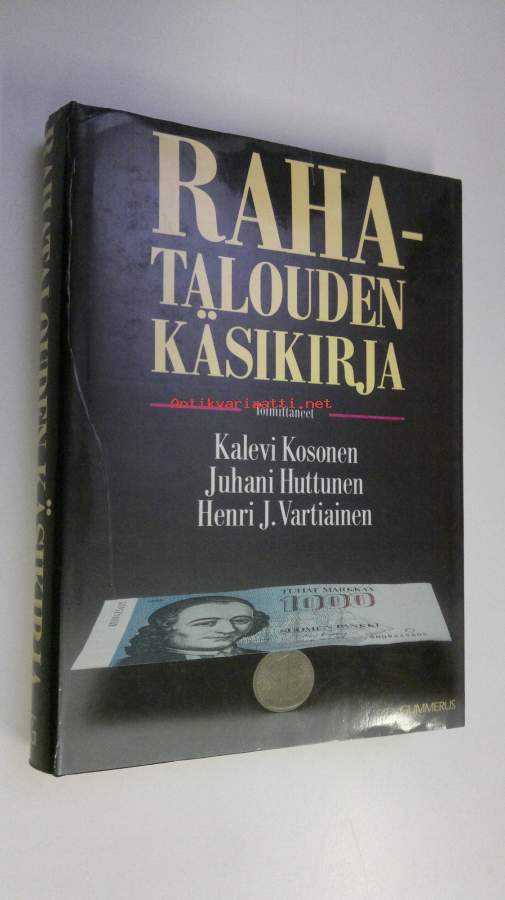 RAHA-
TALOUDEN
KÄSIKIRJA
Antikvariaatti.net
toimittaneet
Kalevi Kosonen
Juhani Huttunen
Henri J. Vartiainen
TUHAT MARKKAA
1000
SUOMEN PANKKI
GUMMERUS
RAHATALOUDEN KÄSIKIRJA